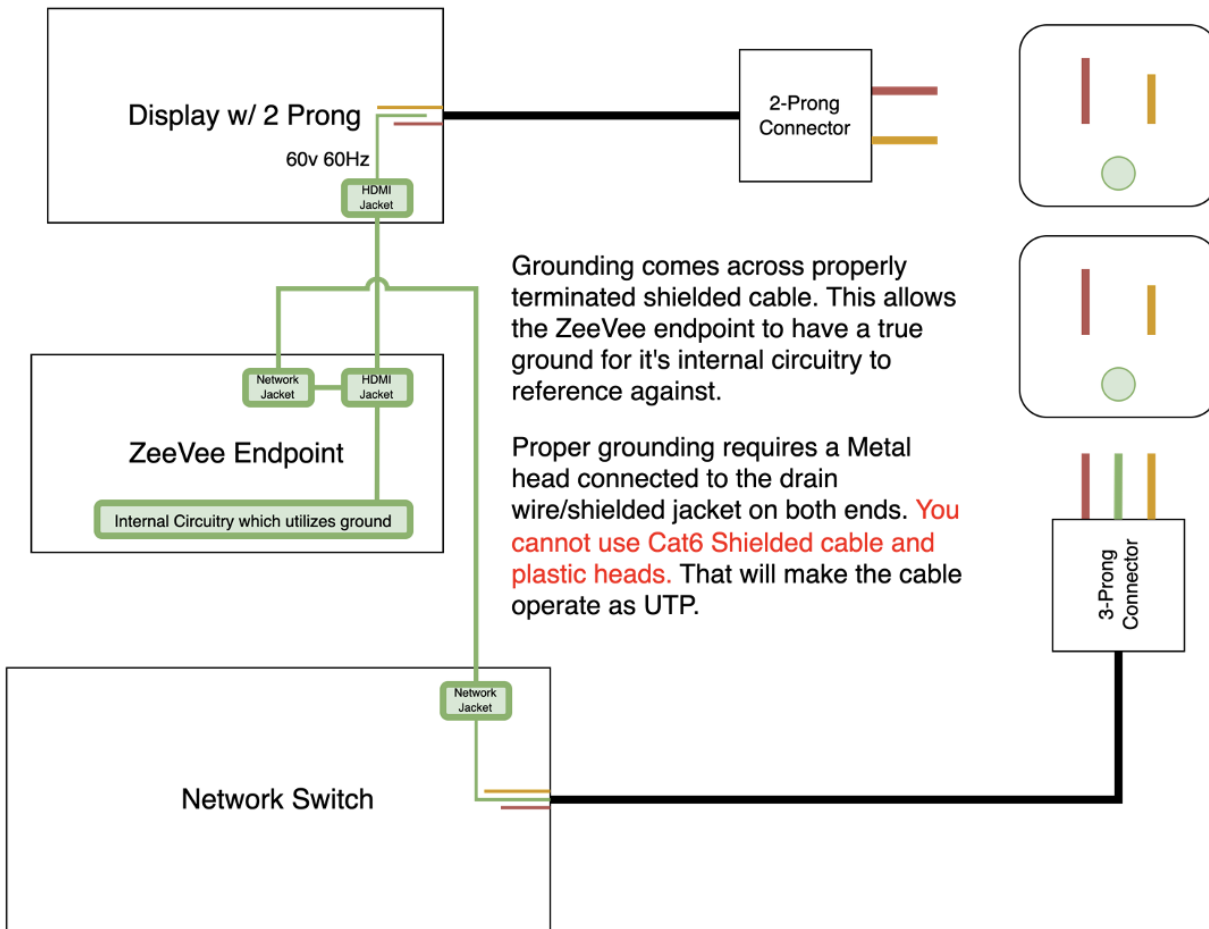 Display w/ 2 Prong
60v 60Hz
HDMI
Jacket
2-Prong
Connector
Grounding comes across properly
terminated shielded cable. This allows
the ZeeVee endpoint to have a true
ground for it's internal circuitry to
reference against.
Network
Jacket
HDMI
Jacket
ZeeVee Endpoint
Internal Circuitry which utilizes ground
Proper grounding requires a Metal
head connected to the drain
wire/shielded jacket on both ends. You
cannot use Cat6 Shielded cable and
plastic heads. That will make the cable
operate as UTP.
3-Prong
Connector
Network
Jacket
Network Switch